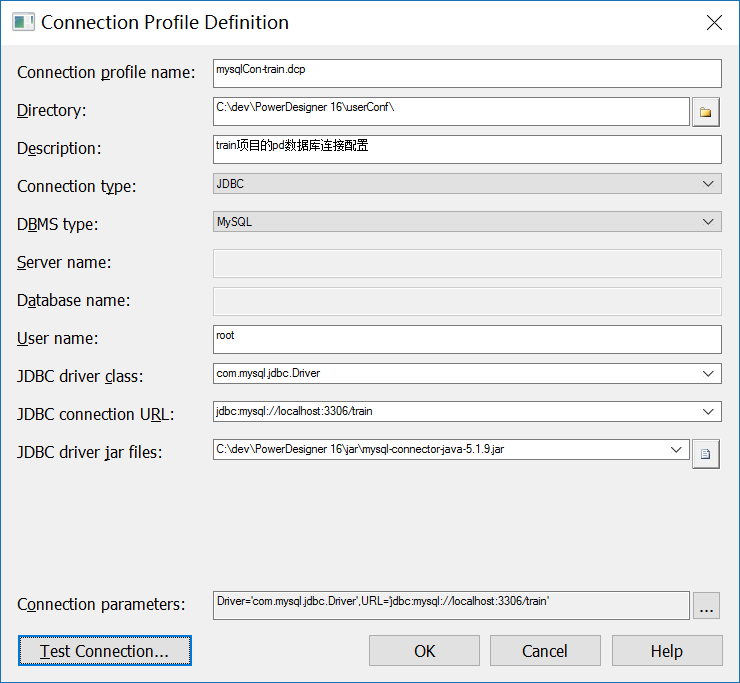 Connection Profile Definition
Connection profile name: mysqlCon-train.dcp
Directory: C:\dev\PowerDesigner 16\userConf\
Description: train项目的pd数据库连接配置
Connection type: JDBC
DBMS type: MySQL
Server name:
Database name:
User name: root
JDBC driver class: com.mysql.jdbc.Driver
JDBC connection URL: jdbc:mysql://localhost:3306/train
JDBC driver jar files: C:\dev\PowerDesigner 16\jar\mysql-connector-java-5.1.9.jar
Connection parameters: Driver='com.mysql.jdbc.Driver',URL='jdbc:mysql://localhost:3306/train' ...
Test Connection... OK Cancel Help